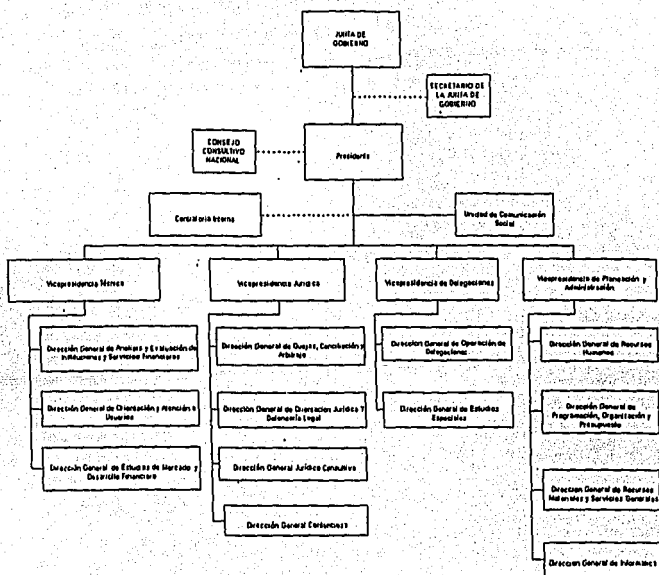 JUNTA DE
GOBIERNO
SECRETARIO DE
LA JUNTA DE
GOBIERNO
CONSEJO
CONSULTIVO
NACIONAL
Presidente
Contraloría Interna
Unidad de Comunicación
Social
Vicepresidencia Técnica
Vicepresidencia Jurídica
Vicepresidencia de Delegaciones
Vicepresidencia de Planeación y
Administración
Dirección General de Analisis y Evaluación de
Instituciones y Servicios Financieros
Dirección General de Orientación y Atención a
Usuarios
Dirección General de Estudios de Mercado y
Desarrollo Financiero
Dirección General de Quejas, Conciliación y
Arbitraje
Dirección General de Orientación Jurídica Y
Defensoría Legal
Dirección General Jurídica Consultiva
Dirección General Contenciosa
Dirección General de Operación de
Delegaciones
Dirección General de Estudios
Especiales
Dirección General de Recursos
Humanos
Dirección General de
Programación, Organización y
Presupuesto
Dirección General de Recursos
Materiales y Servicios Generales
Dirección General de Informatica